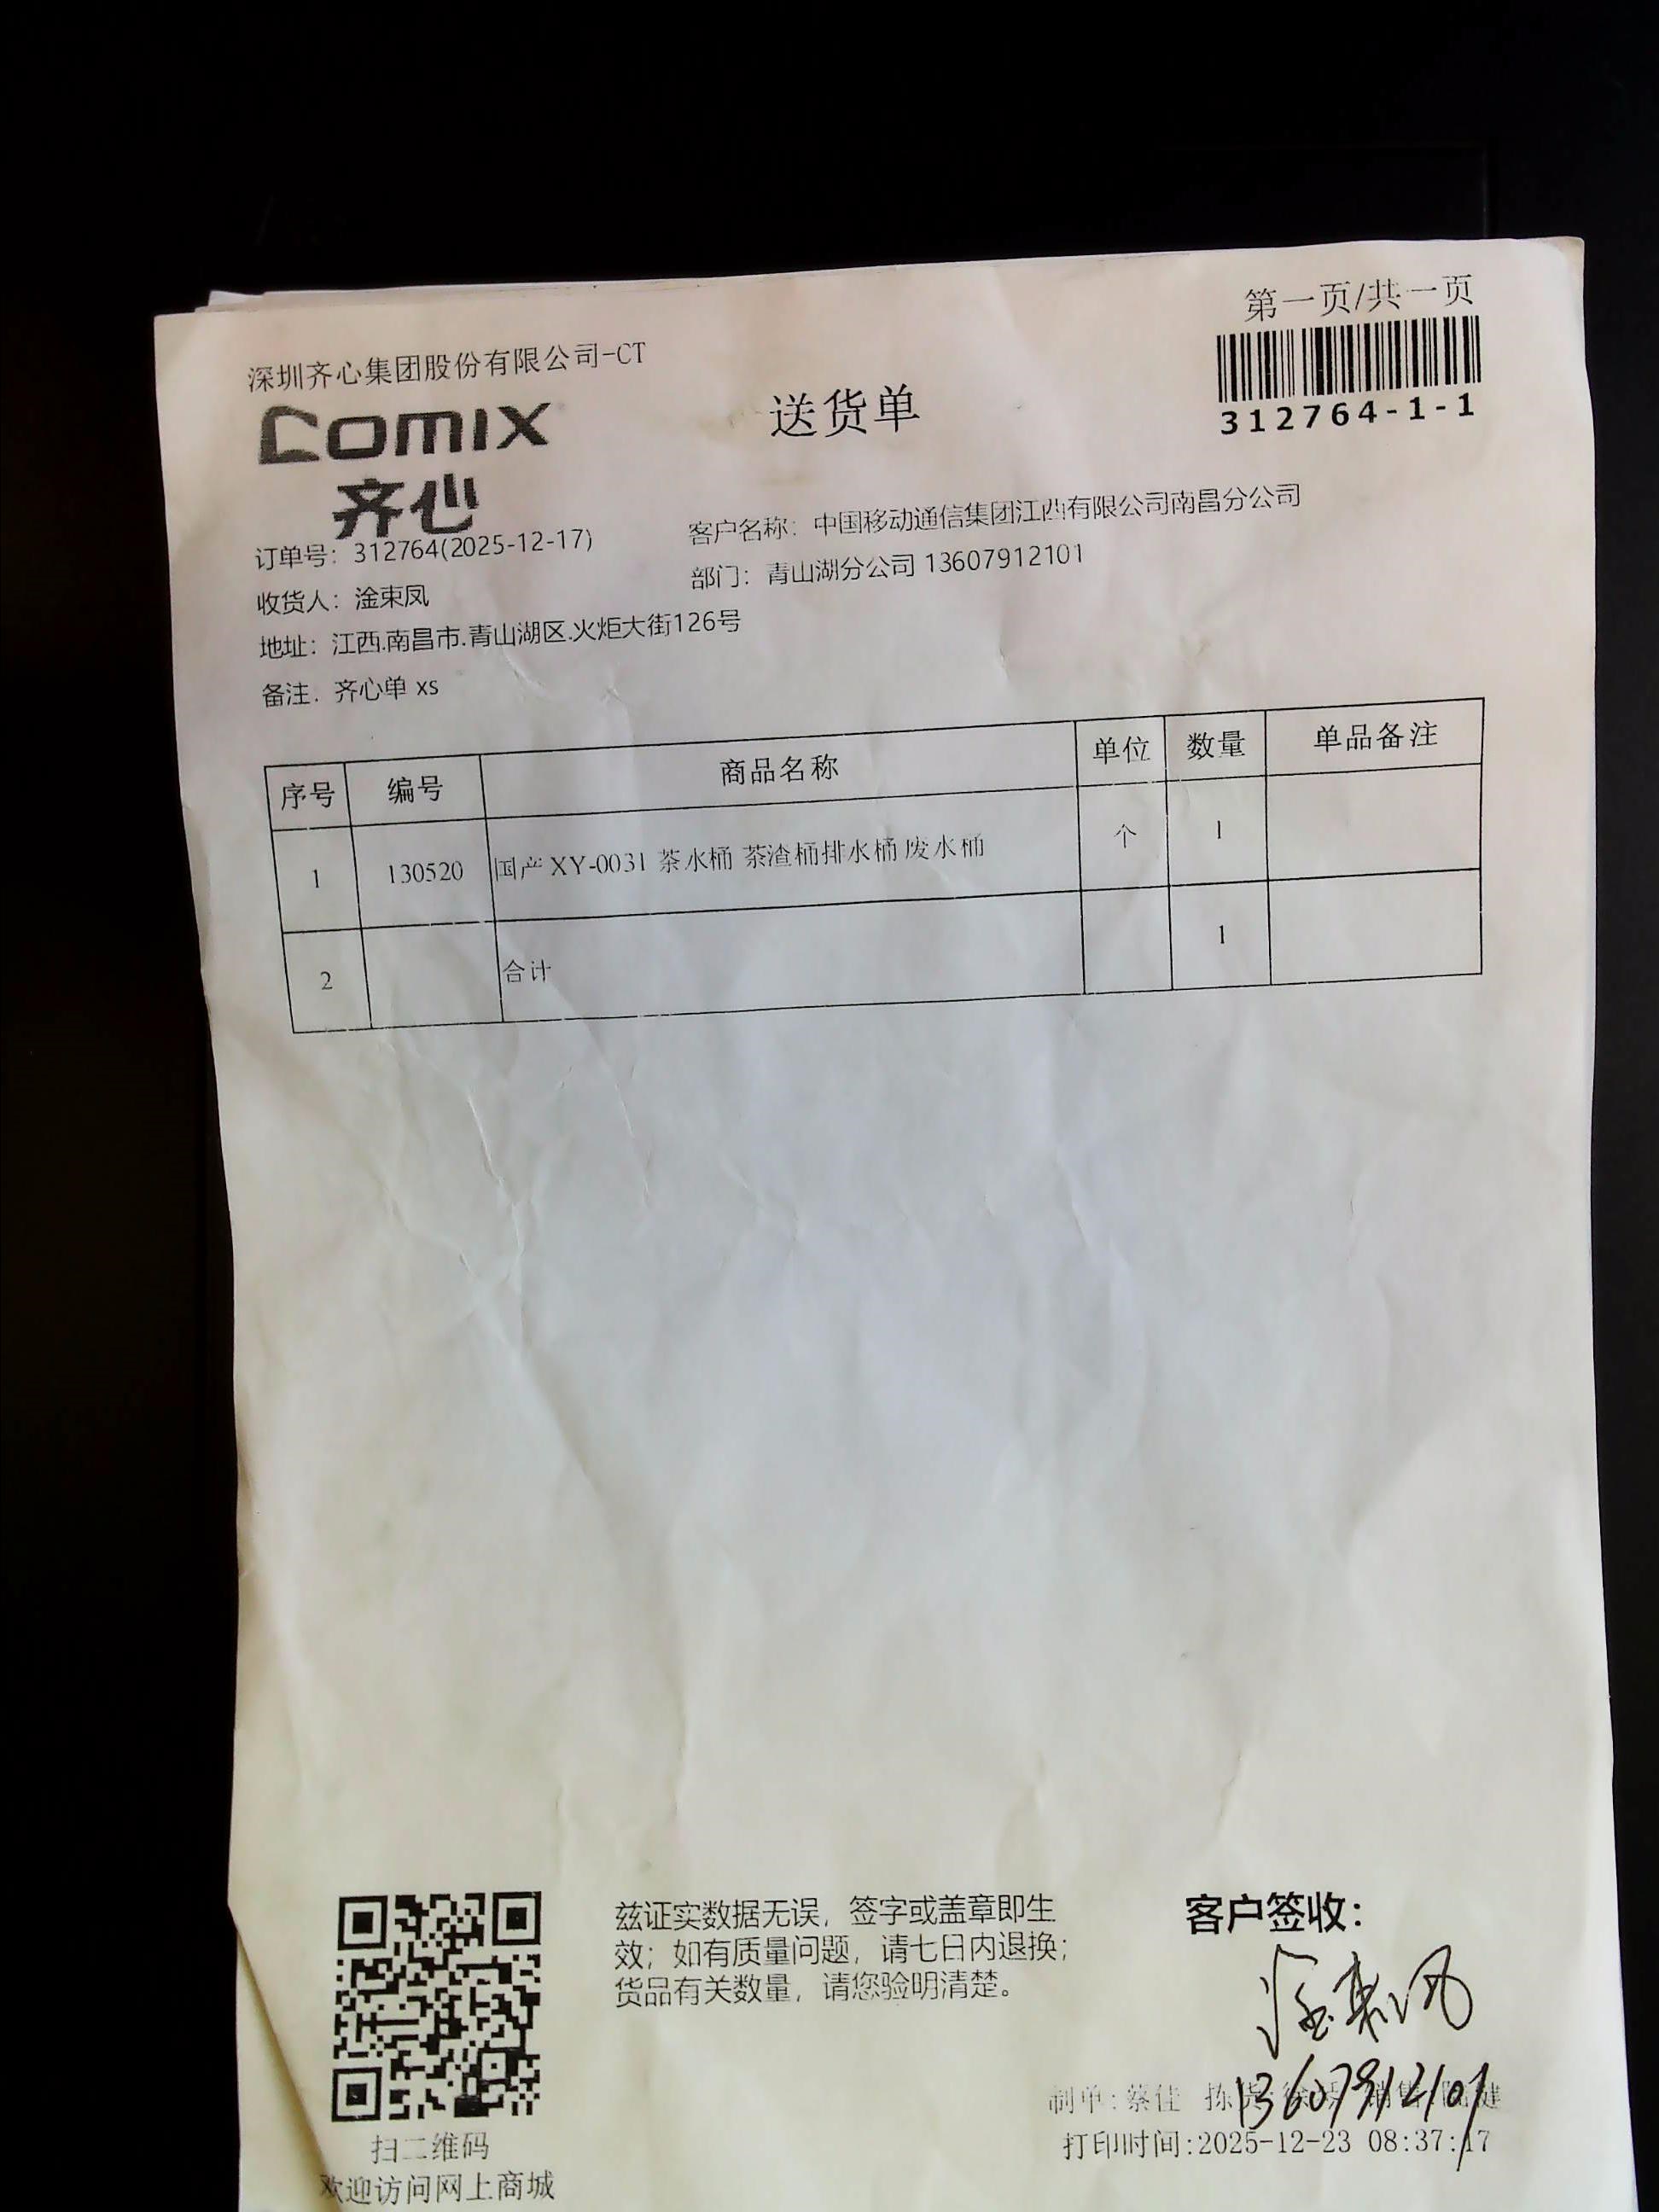 第一页/共一页
深圳齐心集团股份有限公司-CT
comix
齐心
送货单
312764-1-1
订单号：312764(2025-12-17)
客户名称：中国移动通信集团江西有限公司南昌分公司
收货人：淦束凤
部门：青山湖分公司 13607912101
地址：江西.南昌市.青山湖区.火炬大街126号
备注．齐心单 xs
序号 编号 商品名称 单位 数量 单品备注
1 130520 国产 XY-0031 茶水桶 茶渣桶排水桶 废水桶 个 1
2 合计 1
兹证实数据无误，签字或盖章即生
效；如有质量问题，请七日内退换；
货品有关数量，请您验明清楚。
客户签收：
淦束凤
13607912101
制单:蔡佳 拣 销售
打印时间:2025-12-23 08:37:17
扫二维码
欢迎访问网上商城